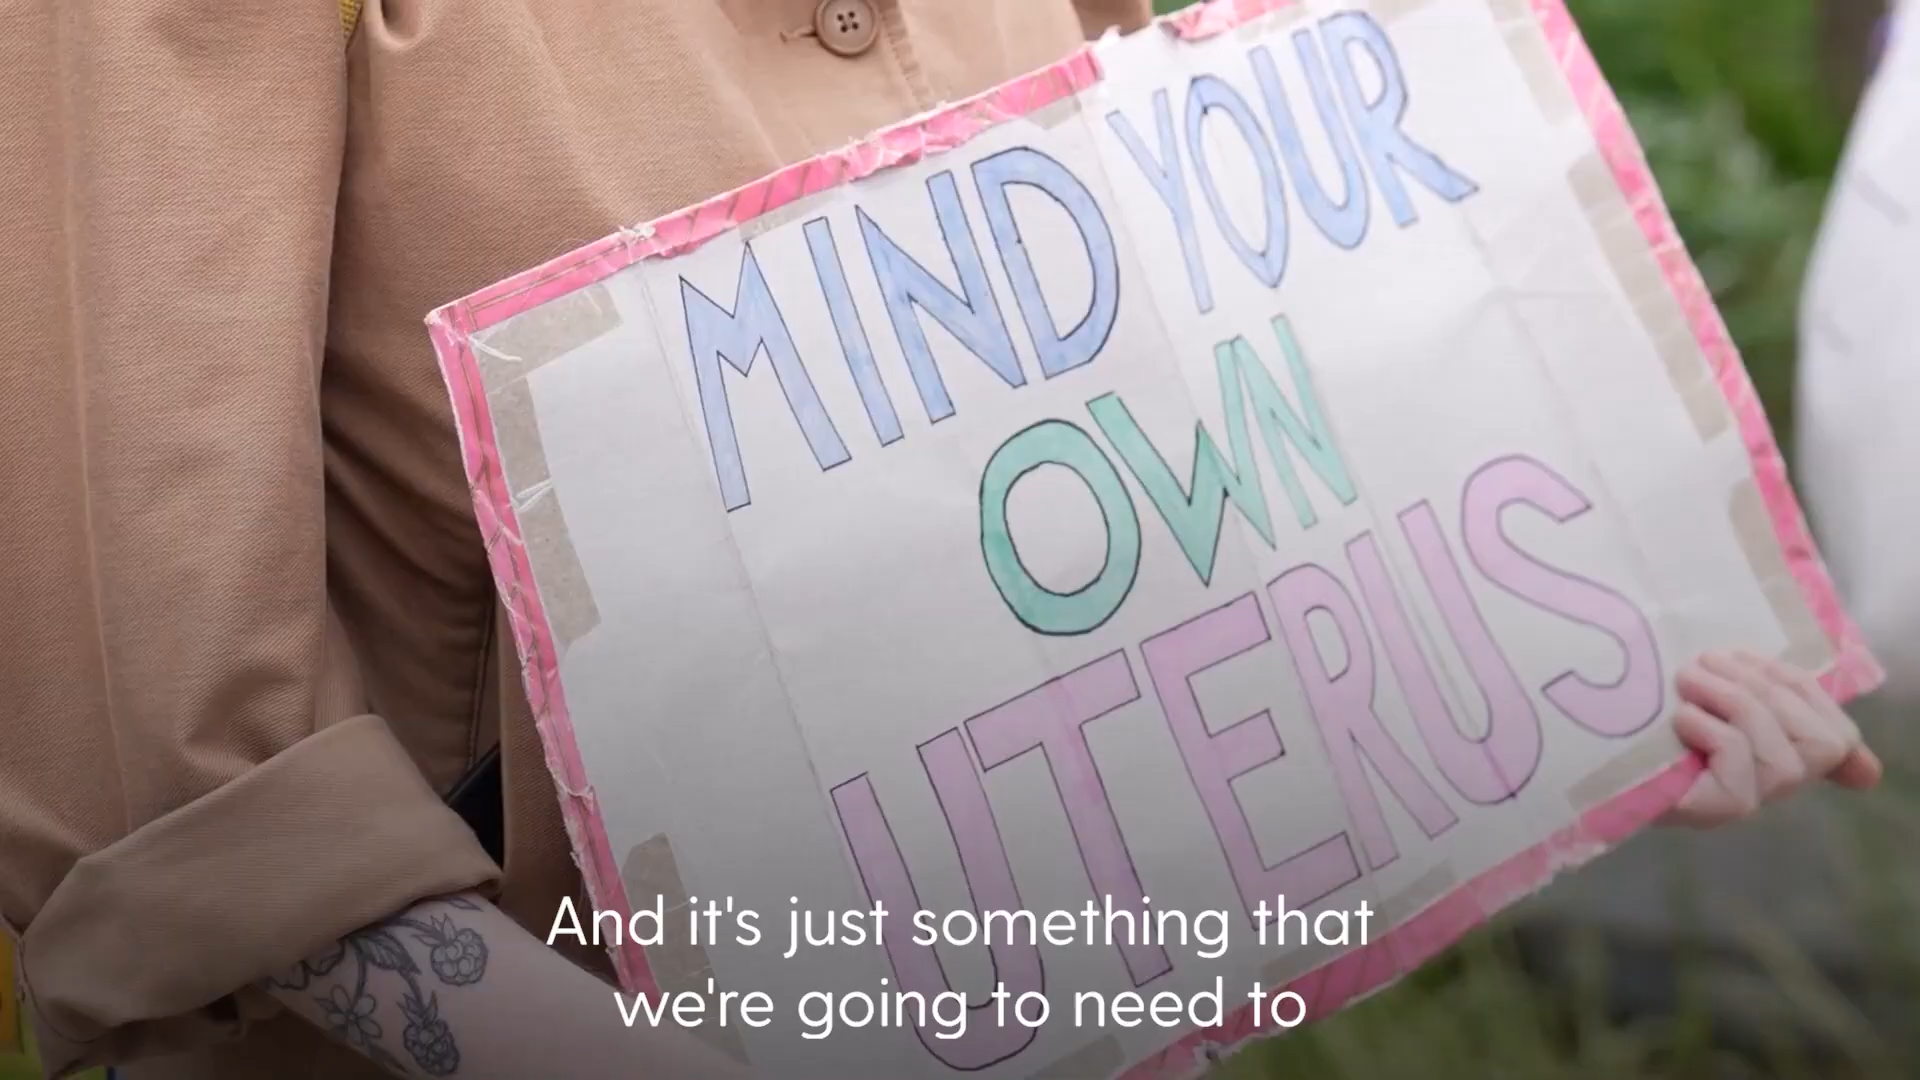 MIND YOUR
OWN
UTERUS
And it's just something that
we're going to need to